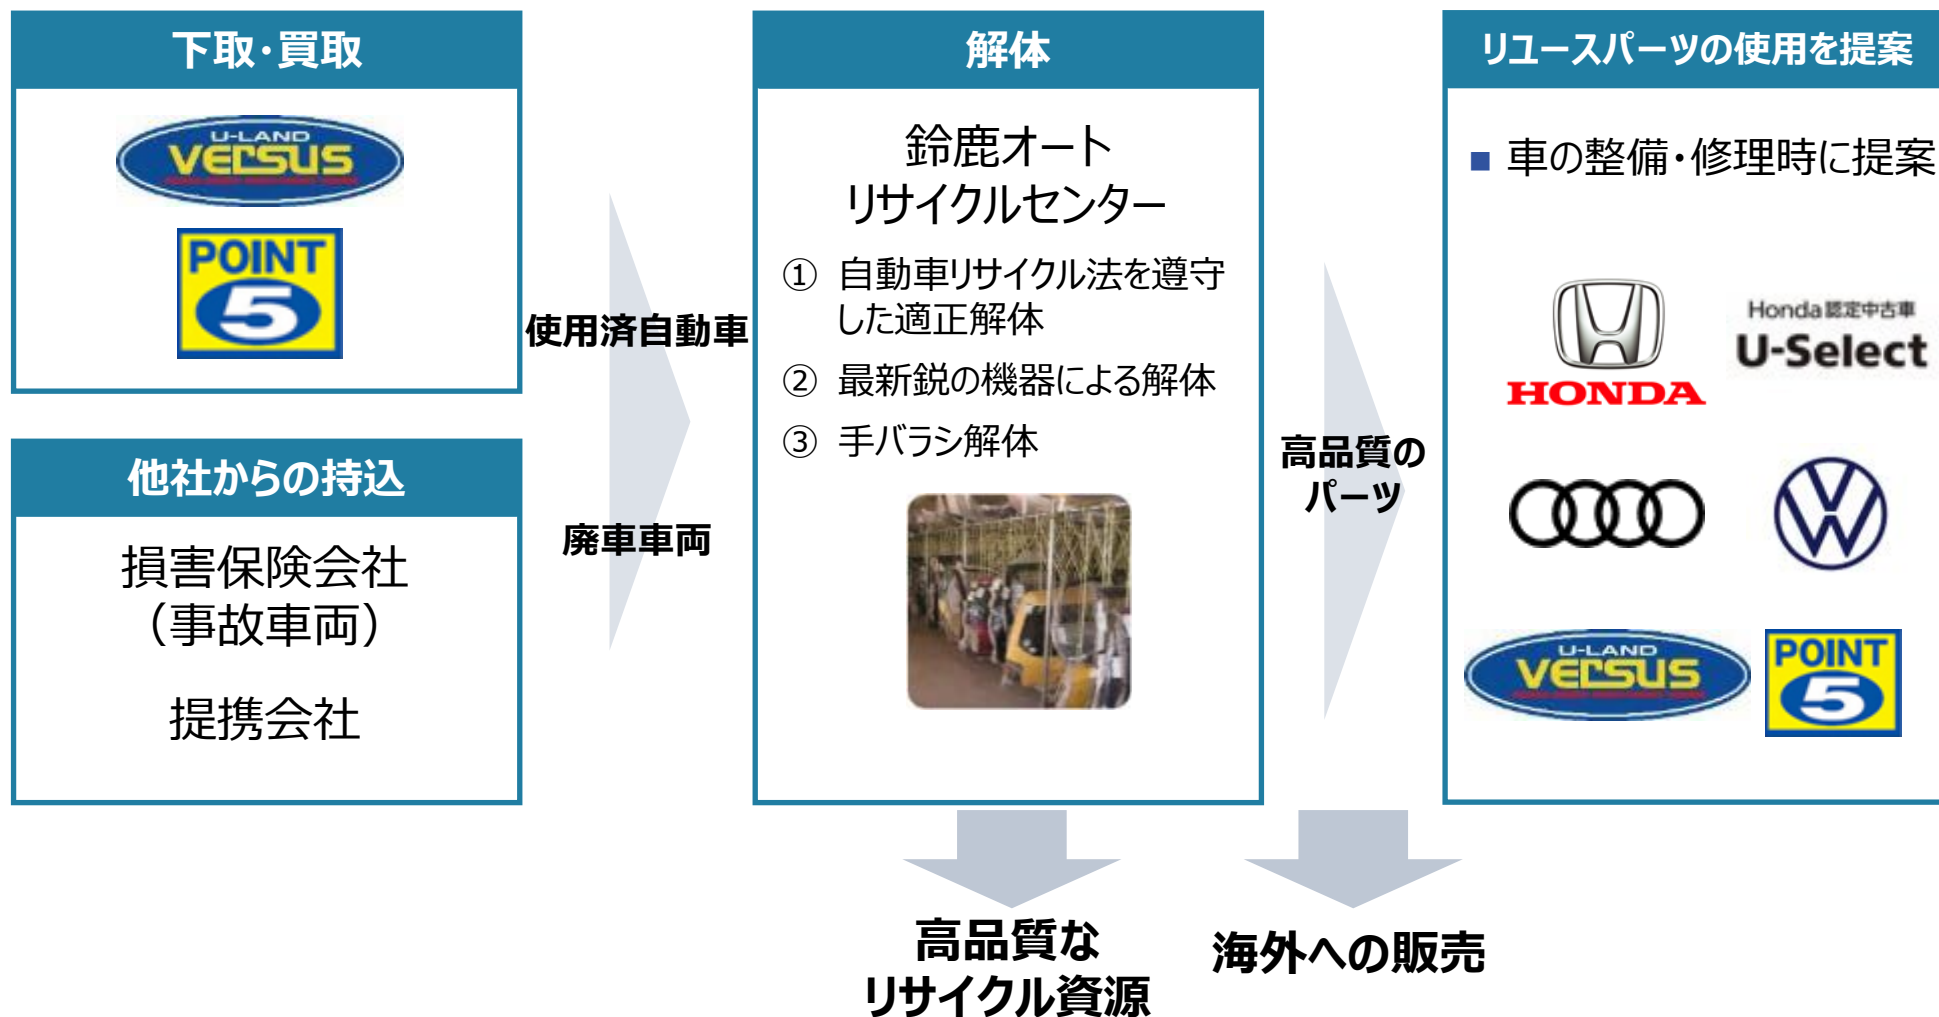 下取・買取
U-LAND
VERSUS
POINT
5
他社からの持込
損害保険会社
（事故車両）
提携会社
使用済自動車
廃車車両
解体
鈴鹿オート
リサイクルセンター
① 自動車リサイクル法を遵守
した適正解体
② 最新鋭の機器による解体
③ 手バラシ解体
高品質の
パーツ
リユースパーツの使用を提案
■ 車の整備・修理時に提案
HONDA
Honda認定中古車
U-Select
U-LAND
VERSUS
POINT
5
高品質な
リサイクル資源
海外への販売